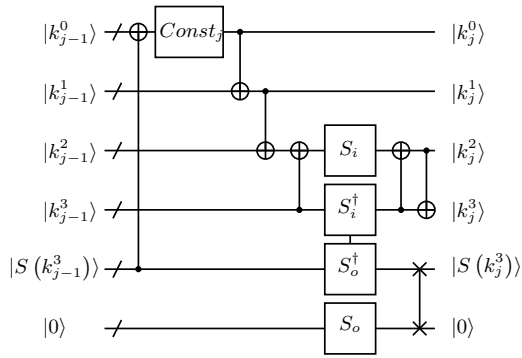 |k⁰ⱼ₋₁⟩ Constⱼ |k⁰ⱼ⟩
|k¹ⱼ₋₁⟩ |k¹ⱼ⟩
|k²ⱼ₋₁⟩ Sᵢ |k²ⱼ⟩
|k³ⱼ₋₁⟩ Sᵢ† |k³ⱼ⟩
|S (k³ⱼ₋₁)⟩ Sₒ† |S (k³ⱼ)⟩
|0⟩ Sₒ |0⟩